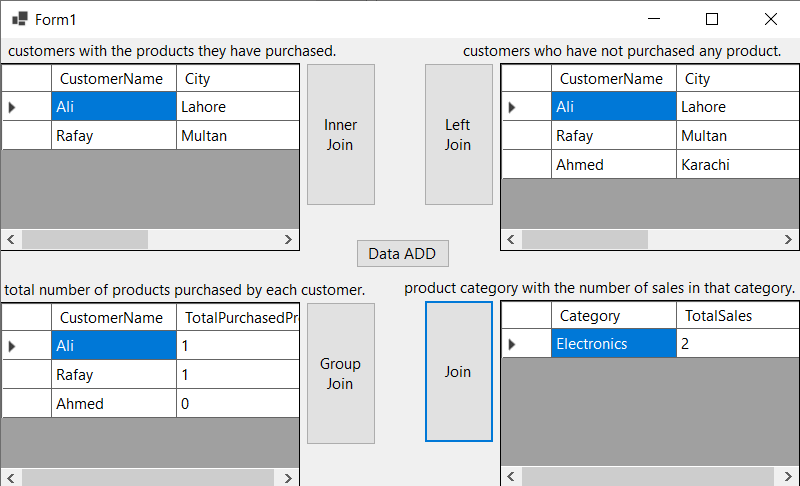 Form1
customers with the products they have purchased.
customers who have not purchased any product.
CustomerName City
Ali Lahore
Rafay Multan
Inner
Join
Left
Join
CustomerName City
Ali Lahore
Rafay Multan
Ahmed Karachi
Data ADD
total number of products purchased by each customer.
product category with the number of sales in that category.
CustomerName TotalPurchasedPr
Ali 1
Rafay 1
Ahmed 0
Group
Join
Join
Category TotalSales
Electronics 2